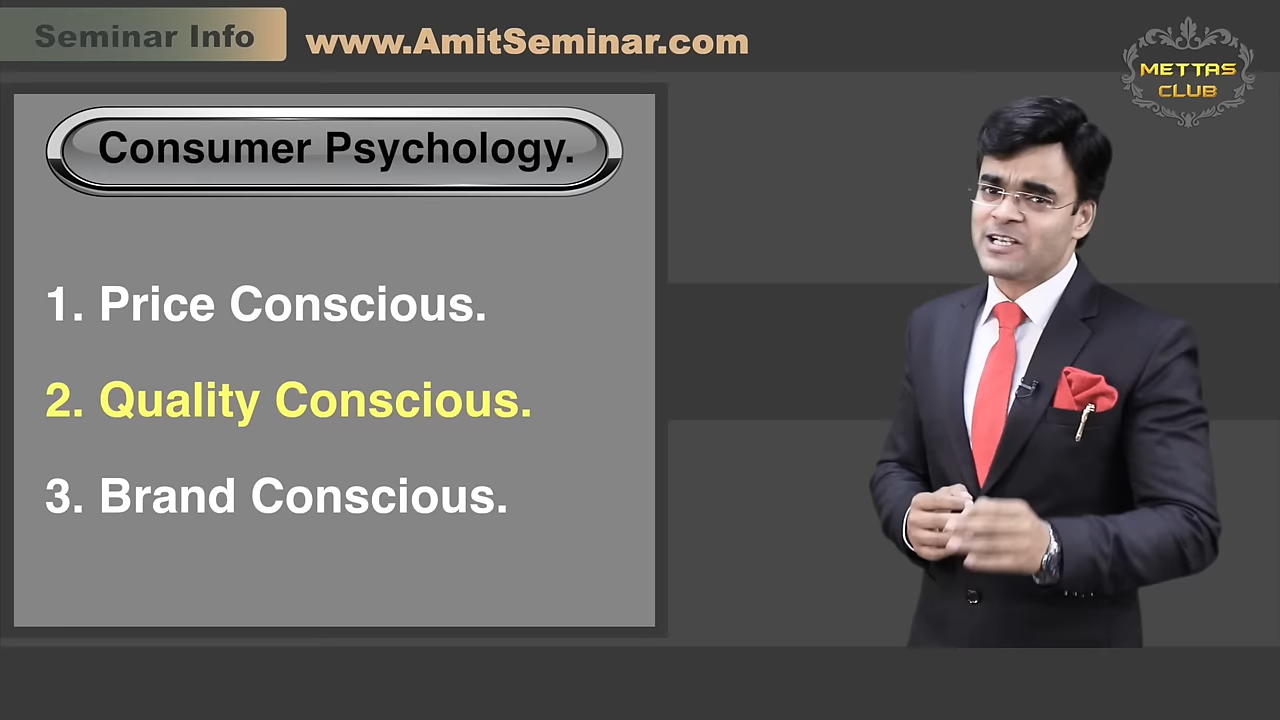 Seminar Info
www.AmitSeminar.com
METTAS
CLUB
Consumer Psychology.
1. Price Conscious.
2. Quality Conscious.
3. Brand Conscious.